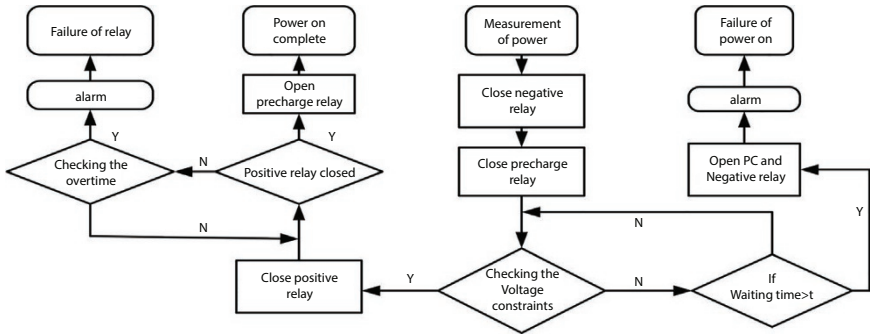 Failure of relay
Power on
complete
Measurement
of power
Failure of
power on
alarm
Open
precharge relay
Close negative
relay
alarm
Y
Y
Checking the
overtime
N
Positive relay closed
Close precharge
relay
Open PC and
Negative relay
N
N
Y
Close positive
relay
Y
Checking the
Voltage
constraints
N
If
Waiting time>t